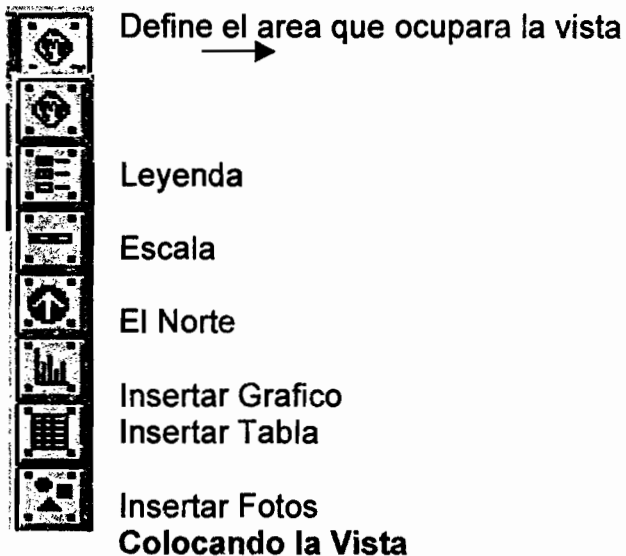 Define el area que ocupara la vista
Leyenda
Escala
El Norte
Insertar Grafico
Insertar Tabla
Insertar Fotos
Colocando la Vista